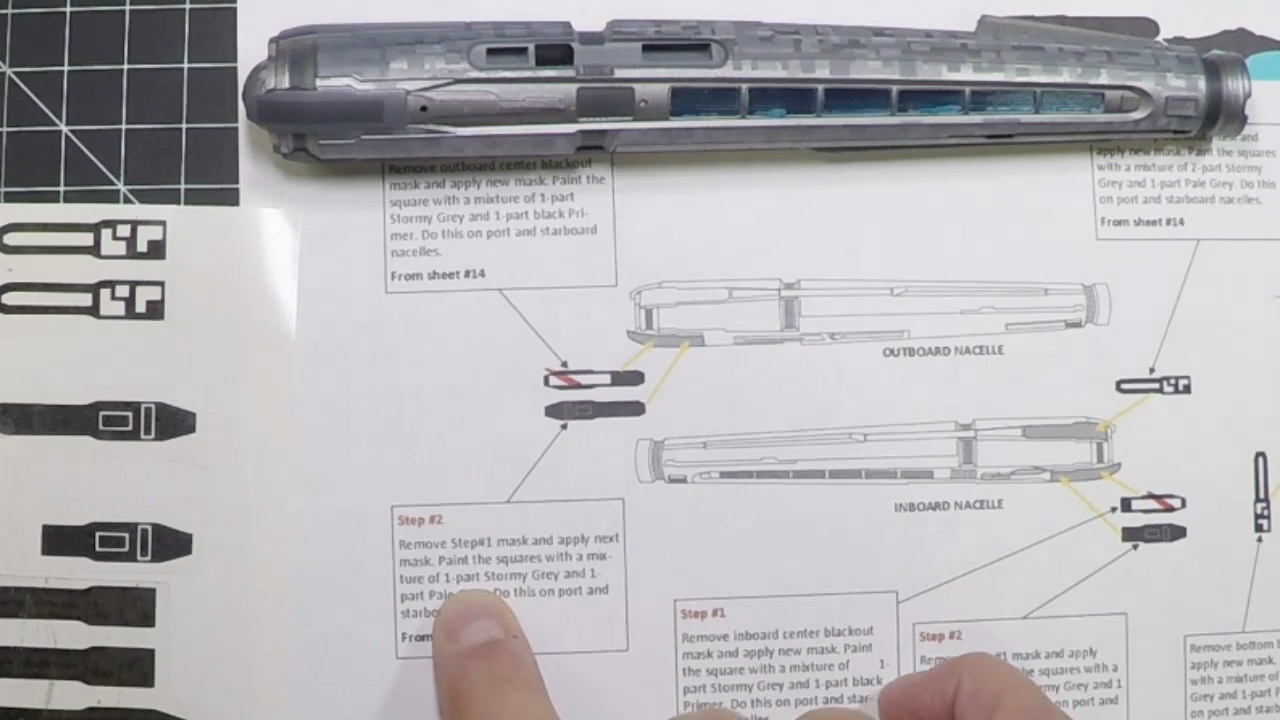 Remove outboard center blackout
mask and apply new mask. Paint the
square with a mixture of 1-part
Stormy Grey and 1-part black Pri-
mer. Do this on port and starboard
nacelles.
From sheet #14
and
apply new mask. Paint the squares
with a mixture of 2-part Stormy
Grey and 1-part Pale Grey. Do this
on port and starboard nacelles.
From sheet #14
OUTBOARD NACELLE
INBOARD NACELLE
Step #2
Remove Step#1 mask and apply next
mask. Paint the squares with a mix-
ture of 1-part Stormy Grey and 1-
part Do this on port and
From
Step #1
Remove inboard center blackout
mask and apply new mask. Paint
the square with a mixture of 1-
part Stormy Grey and 1-part black
Primer. Do this on port and star-
Step #2
#1 mask and apply
squares with a
Grey and 1
on port and
Remove bottom
apply new mask.
with a mixture of
Grey and 1-part
on port and